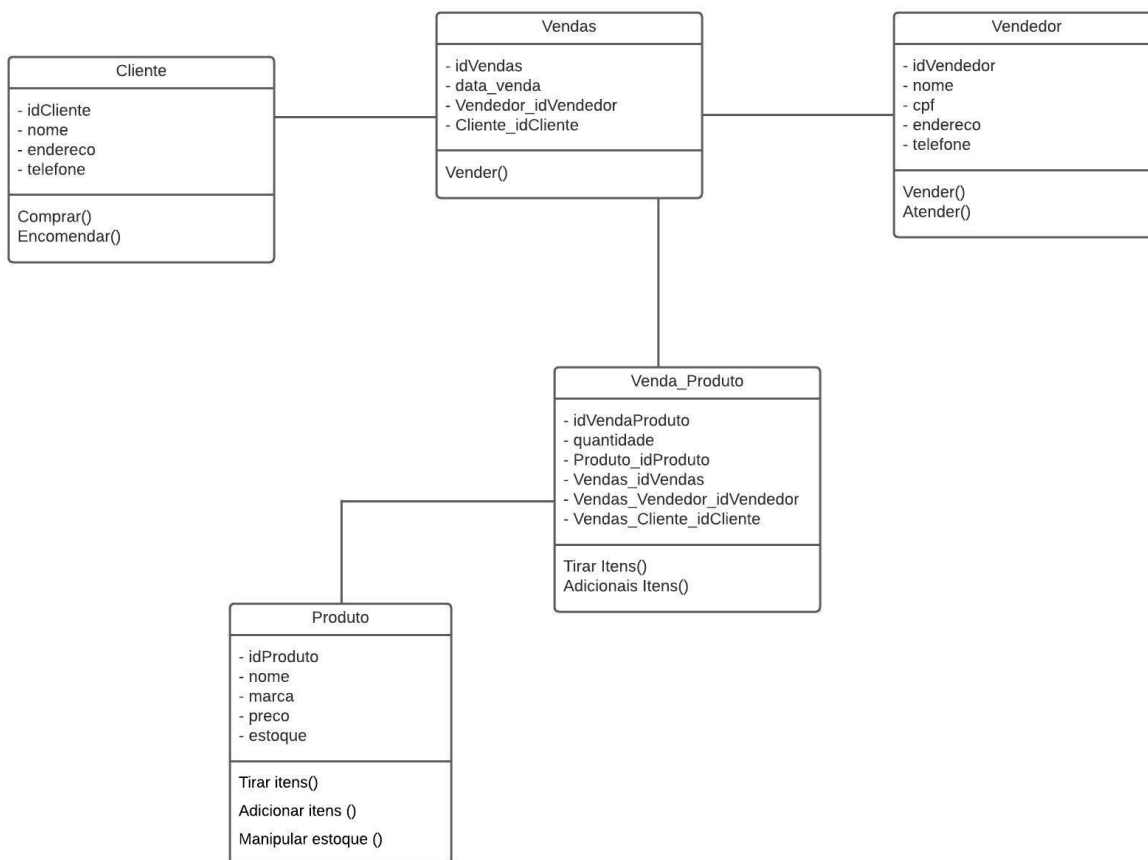 Cliente
- idCliente
- nome
- endereco
- telefone
Comprar()
Encomendar()
Vendas
- idVendas
- data_venda
- Vendedor_idVendedor
- Cliente_idCliente
Vender()
Vendedor
- idVendedor
- nome
- cpf
- endereco
- telefone
Vender()
Atender()
Venda_Produto
- idVendaProduto
- quantidade
- Produto_idProduto
- Vendas_idVendas
- Vendas_Vendedor_idVendedor
- Vendas_Cliente_idCliente
Tirar Itens()
Adicionais Itens()
Produto
- idProduto
- nome
- marca
- preco
- estoque
Tirar itens()
Adicionar itens ()
Manipular estoque ()